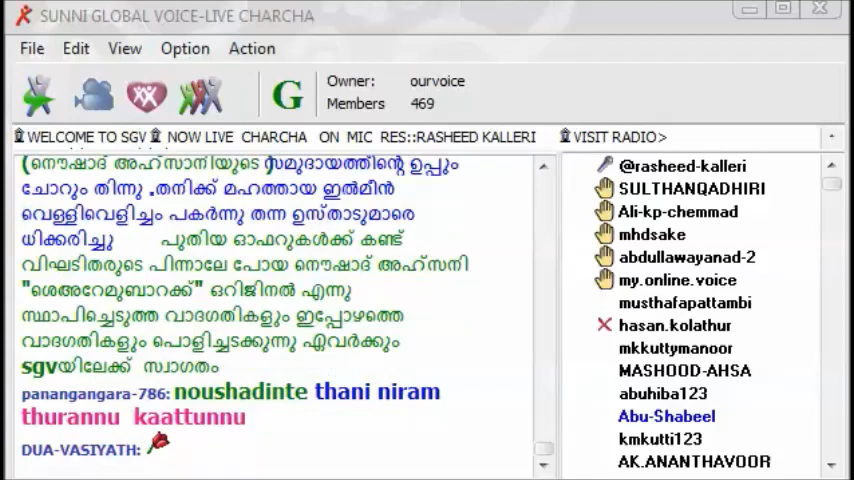 SUNNI GLOBAL VOICE-LIVE CHARCHA
File Edit View Option Action
G
Owner: ourvoice
Members 469
WELCOME TO SGV NOW LIVE CHARCHA ON MIC RES::RASHEED KALLERI
VISIT RADIO>
(നൌഷാദ് അഹ്സാനിയുടെ )സമുദായത്തിന്റെ ഉപ്പും
ചോറും തിന്നു .തനിക്ക് മഹത്തായ ഇൽമീൻ
വെള്ളിവെളിച്ചം പകർന്നു തന്ന ഉസ്താടുമാരെ
ധിക്കരിച്ചു പുതിയ ഓഫറുകൾക്ക് കണ്ട്
വിഘടിതരുടെ പിന്നാലേ പോയ നൌഷാദ് അഹ്സനി
"ശെഅറേമുബാറക്ക്" ഒറിജിനൽ എന്നു
സ്ഥാപിച്ചെടുത്ത വാദഗതികളും ഇപ്പോഴത്തെ
വാദഗതികളും പൊളിച്ചടക്കുന്നു ഏവർക്കും
sgvയിലേക്ക് സ്വാഗതം
panangangara-786: noushadinte thani niram
thurannu kaattunnu
DUA-VASIYATH:
@rasheed-kalleri
SULTHANQADHIRI
Ali-kp-chemmad
mhdsake
abdullawayanad-2
my.online.voice
musthafapattambi
hasan.kolathur
mkkuttymanoor
MASHOOD-AHSA
abuhiba123
Abu-Shabeel
kmkutti123
AK.ANANTHAVOOR